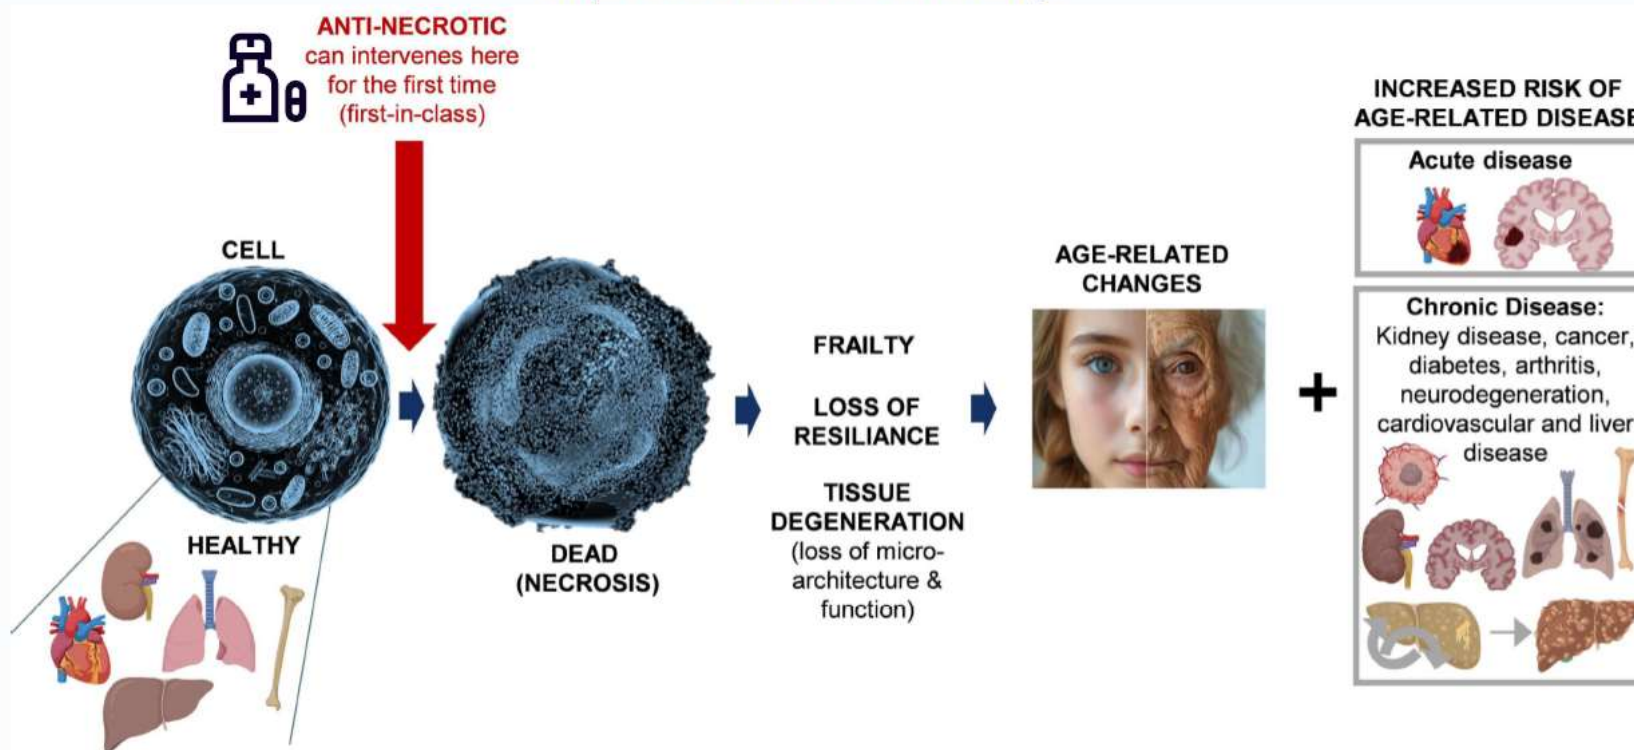 ANTI-NECROTIC
can intervenes here
for the first time
(first-in-class)
CELL
HEALTHY
DEAD
(NECROSIS)
FRAILTY
LOSS OF
RESILIANCE
TISSUE
DEGENERATION
(loss of micro-
architecture &
function)
AGE-RELATED
CHANGES
+
INCREASED RISK OF
AGE-RELATED DISEASE
Acute disease
Chronic Disease:
Kidney disease, cancer,
diabetes, arthritis,
neurodegeneration,
cardiovascular and liver
disease